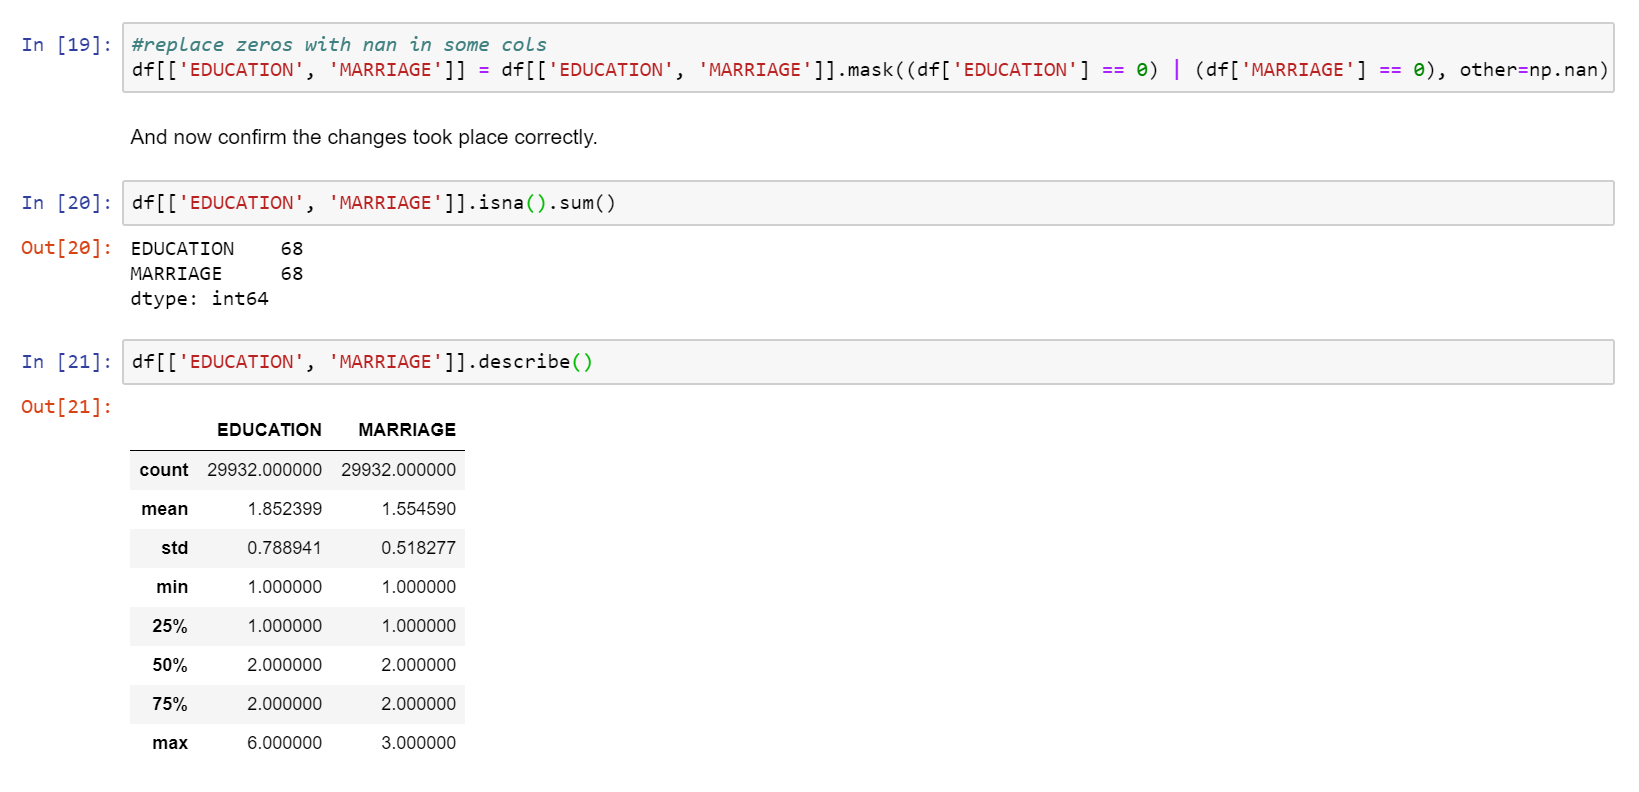 In [19]: #replace zeros with nan in some cols
df[['EDUCATION', 'MARRIAGE']] = df[['EDUCATION', 'MARRIAGE']].mask((df['EDUCATION'] == 0) | (df['MARRIAGE'] == 0), other=np.nan)
And now confirm the changes took place correctly.
In [20]: df[['EDUCATION', 'MARRIAGE']].isna().sum()
Out[20]: EDUCATION    68
MARRIAGE     68
dtype: int64
In [21]: df[['EDUCATION', 'MARRIAGE']].describe()
Out[21]:
EDUCATION MARRIAGE
count 29932.000000 29932.000000
mean 1.852399 1.554590
std 0.788941 0.518277
min 1.000000 1.000000
25% 1.000000 1.000000
50% 2.000000 2.000000
75% 2.000000 2.000000
max 6.000000 3.000000